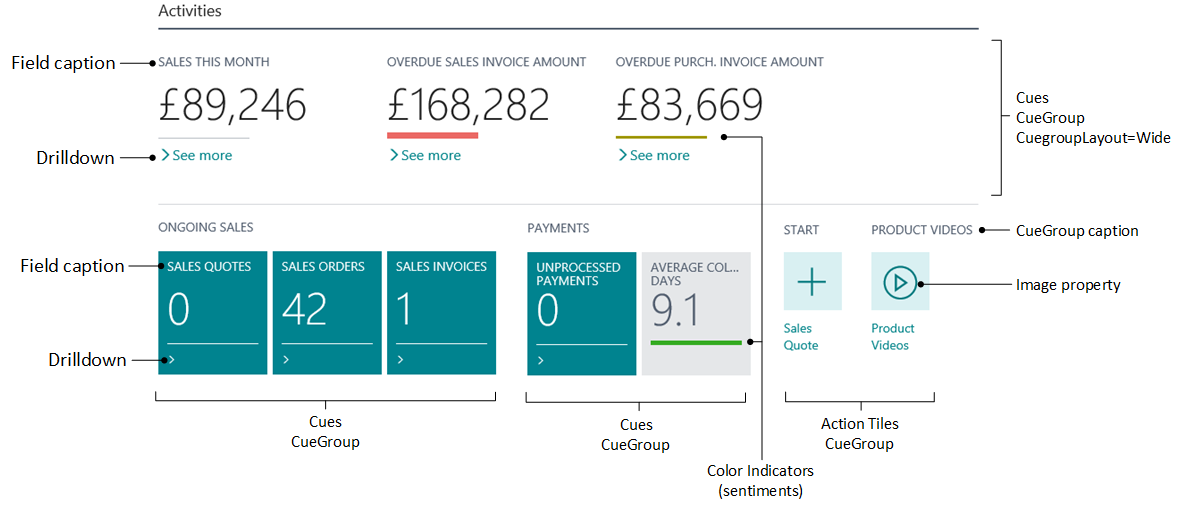 Activities
Field caption
SALES THIS MONTH
OVERDUE SALES INVOICE AMOUNT
OVERDUE PURCH. INVOICE AMOUNT
£89,246
£168,282
£83,669
Cues
CueGroup
CuegroupLayout=Wide
Drilldown
See more
See more
See more
ONGOING SALES
PAYMENTS
START
PRODUCT VIDEOS
CueGroup caption
Field caption
SALES QUOTES
0
SALES ORDERS
42
SALES INVOICES
1
UNPROCESSED
PAYMENTS
0
AVERAGE COL...
DAYS
9.1
Image property
Sales
Quote
Product
Videos
Drilldown
Cues
CueGroup
Cues
CueGroup
Action Tiles
CueGroup
Color Indicators
(sentiments)